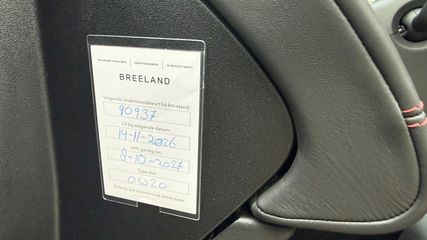 RANGE ROVER | DEFENDER | DISCOVERY
BREELAND
Volgende onderhoudsbeurt bij km-stand:
90937
Of bij volgende datum:
14-11-2026
APK geldig tot:
8-10-2027
Type olie:
0W20